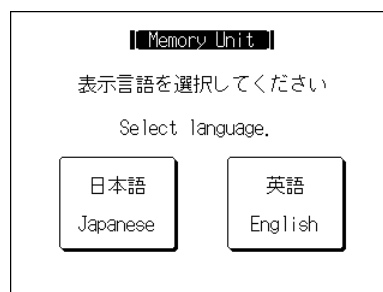 Memory Unit
表示言語を選択してください
Select language.
日本語
Japanese
英語
English